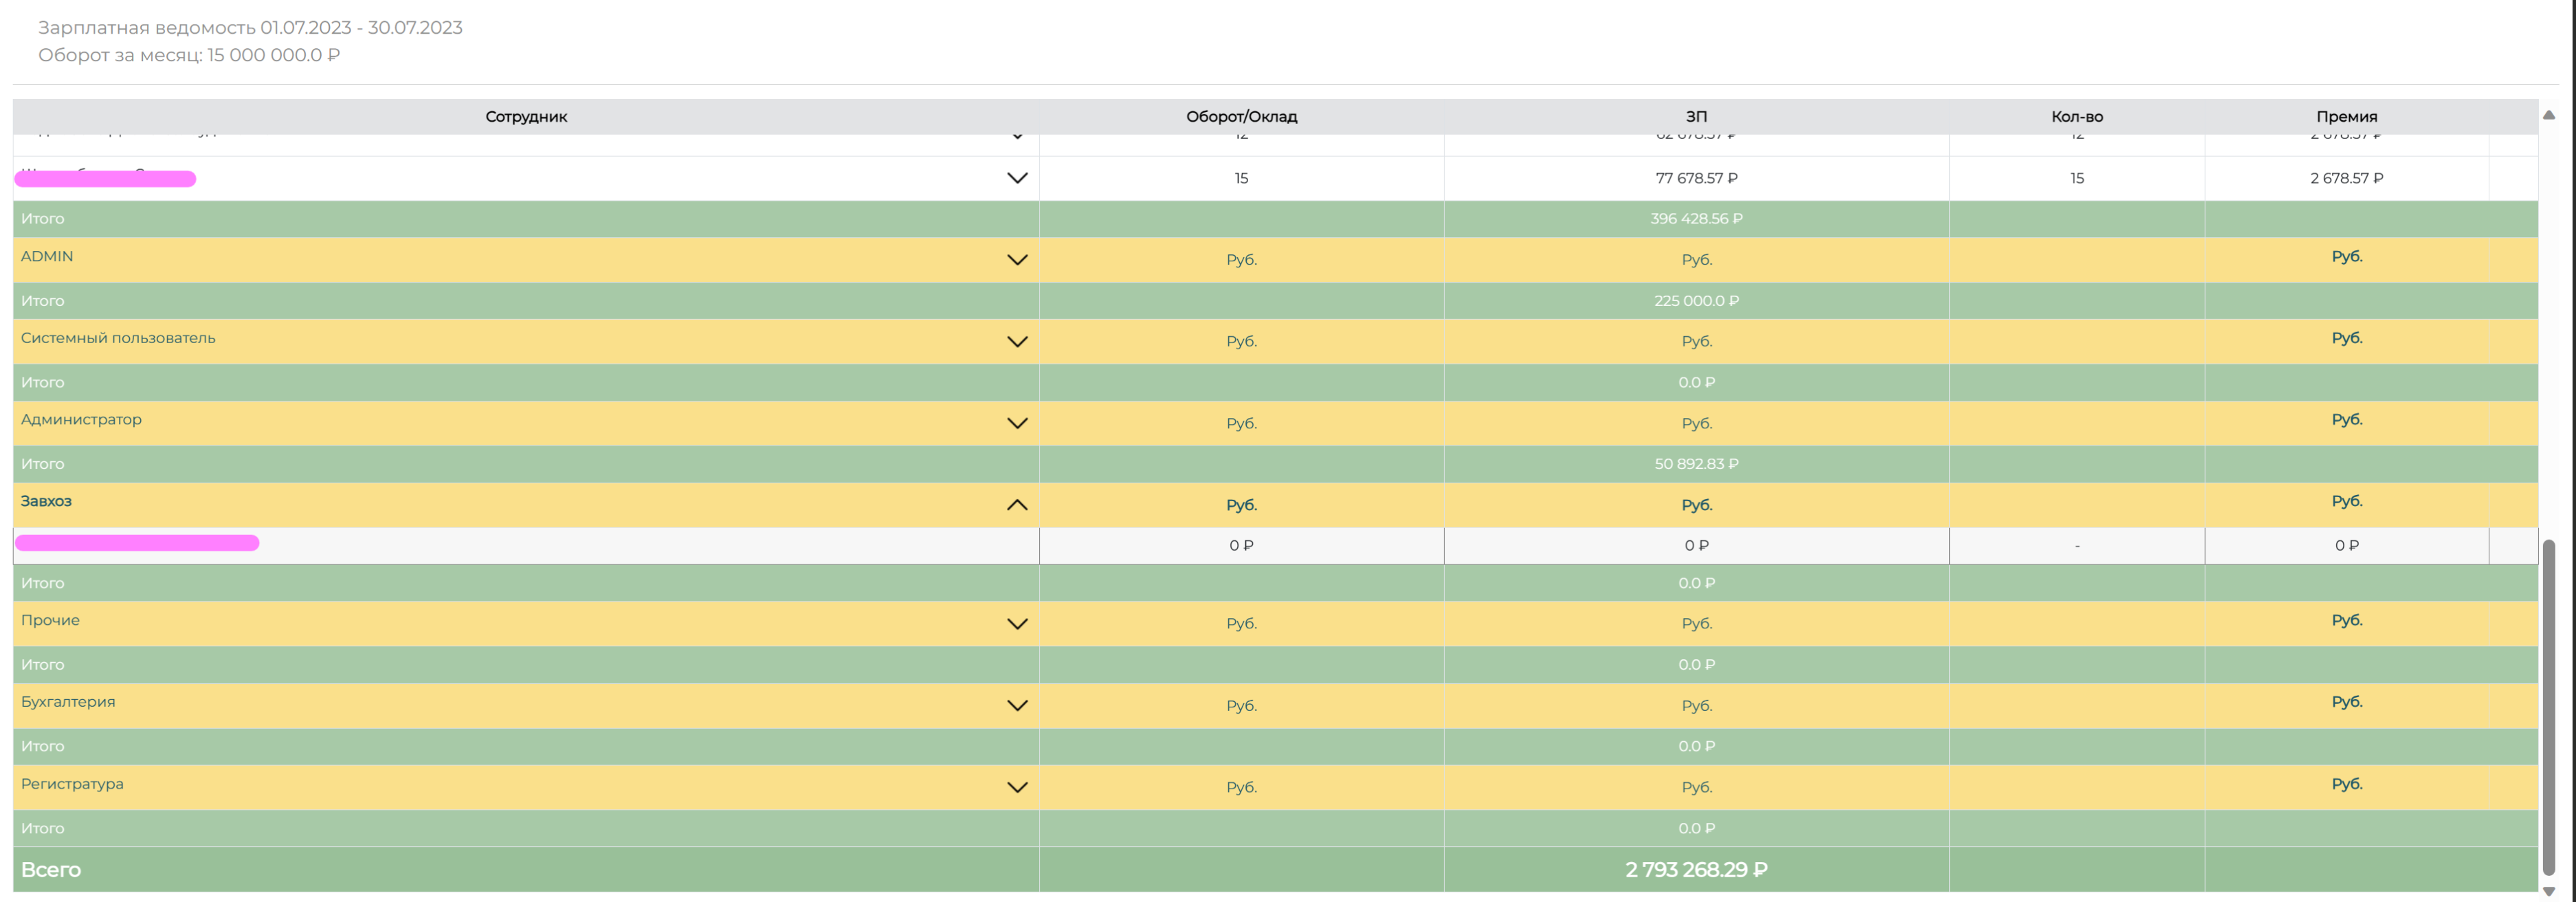 Зарплатная ведомость 01.07.2023 - 30.07.2023
Оборот за месяц: 15 000 000.0 ₽
Сотрудник Оборот/Оклад ЗП Кол-во Премия
12 62 678.57 ₽ 12 2 678.57 ₽
15 77 678.57 ₽ 15 2 678.57 ₽
Итого 396 428.56 ₽
ADMIN Руб. Руб. Руб.
Итого 225 000.0 ₽
Системный пользователь Руб. Руб. Руб.
Итого 0.0 ₽
Администратор Руб. Руб. Руб.
Итого 50 892.83 ₽
Завхоз Руб. Руб. Руб.
0 ₽ 0 ₽ - 0 ₽
Итого 0.0 ₽
Прочие Руб. Руб. Руб.
Итого 0.0 ₽
Бухгалтерия Руб. Руб. Руб.
Итого 0.0 ₽
Регистратура Руб. Руб. Руб.
Итого 0.0 ₽
Всего 2 793 268.29 ₽